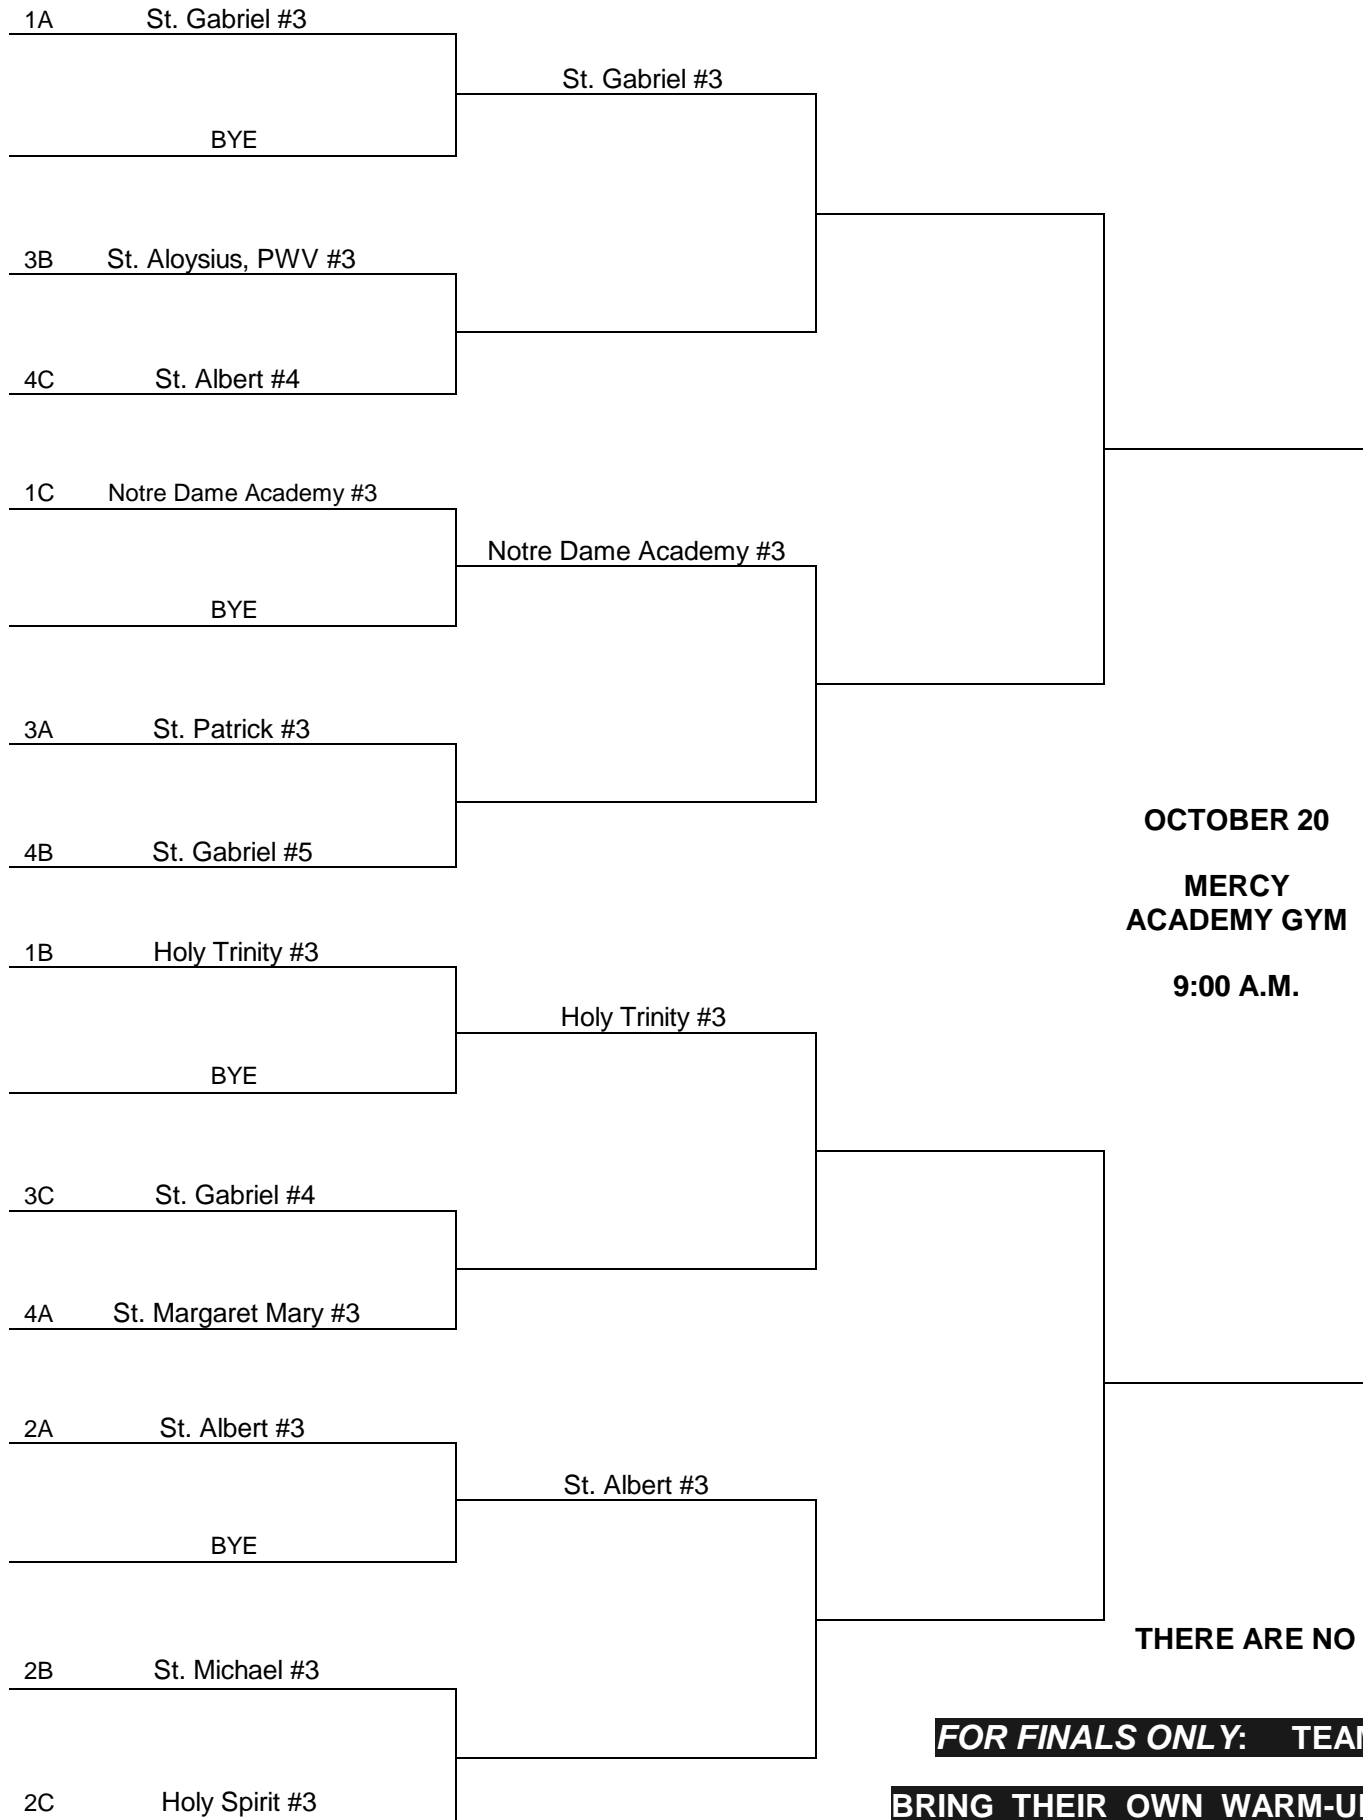 1A St. Gabriel #3
St. Gabriel #3
BYE
3B St. Aloysius, PWV #3
4C St. Albert #4
1C Notre Dame Academy #3
Notre Dame Academy #3
BYE
3A St. Patrick #3
OCTOBER 20
4B St. Gabriel #5
MERCY
ACADEMY GYM
1B Holy Trinity #3
9:00 A.M.
Holy Trinity #3
BYE
3C St. Gabriel #4
4A St. Margaret Mary #3
2A St. Albert #3
St. Albert #3
BYE
THERE ARE NO
2B St. Michael #3
FOR FINALS ONLY: TEAM
2C Holy Spirit #3
BRING THEIR OWN WARM-UP